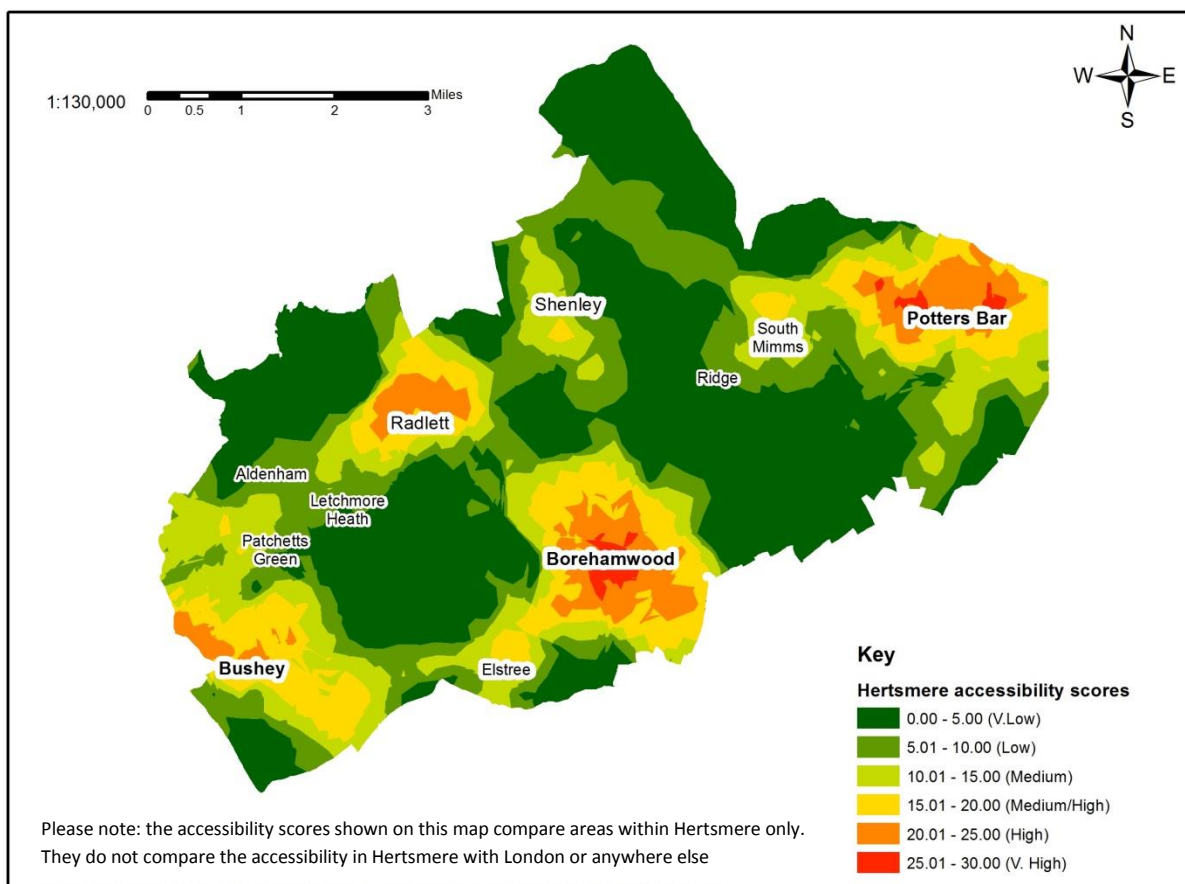 N
W E
S
1:130,000
Miles
0 0.5 1 2 3
Shenley
South
Mimms
Potters Bar
Ridge
Radlett
Aldenham
Letchmore
Heath
Patchetts
Green
Borehamwood
Bushey
Elstree
Key
Hertsmere accessibility scores
0.00 - 5.00 (V.Low)
5.01 - 10.00 (Low)
10.01 - 15.00 (Medium)
15.01 - 20.00 (Medium/High)
20.01 - 25.00 (High)
25.01 - 30.00 (V. High)
Please note: the accessibility scores shown on this map compare areas within Hertsmere only.
They do not compare the accessibility in Hertsmere with London or anywhere else